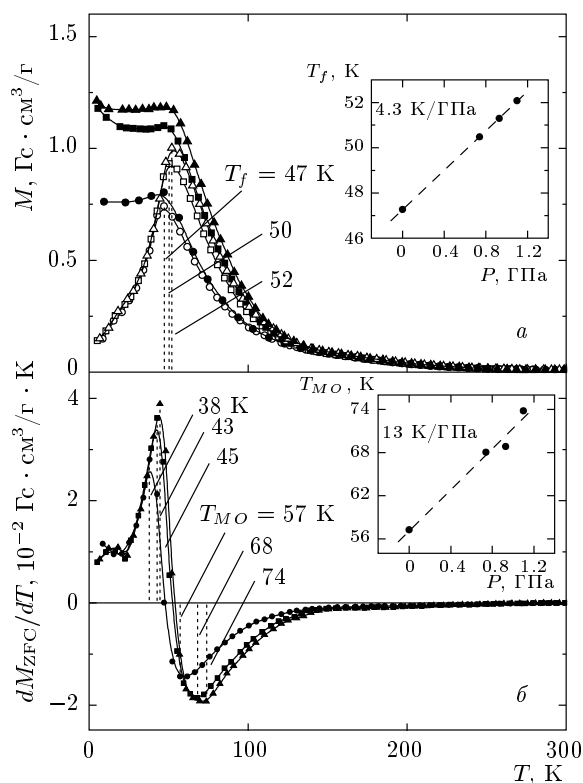 1.5
M, Гс · см³/г
1.0
0.5
0
T_f = 47 K
50
52
T_f, K
52
50
48
46
4.3 K/ГПа
0 0.4 0.8 1.2
P, ГПа
а
4
2
0
−2
dM_ZFC/dT, 10⁻² Гс · см³/г · K
38 K
43
45
T_MO = 57 K
68
74
T_MO, K
74
68
62
56
13 K/ГПа
0 0.4 0.8 1.2
P, ГПа
б
0 100 200 300
T, K